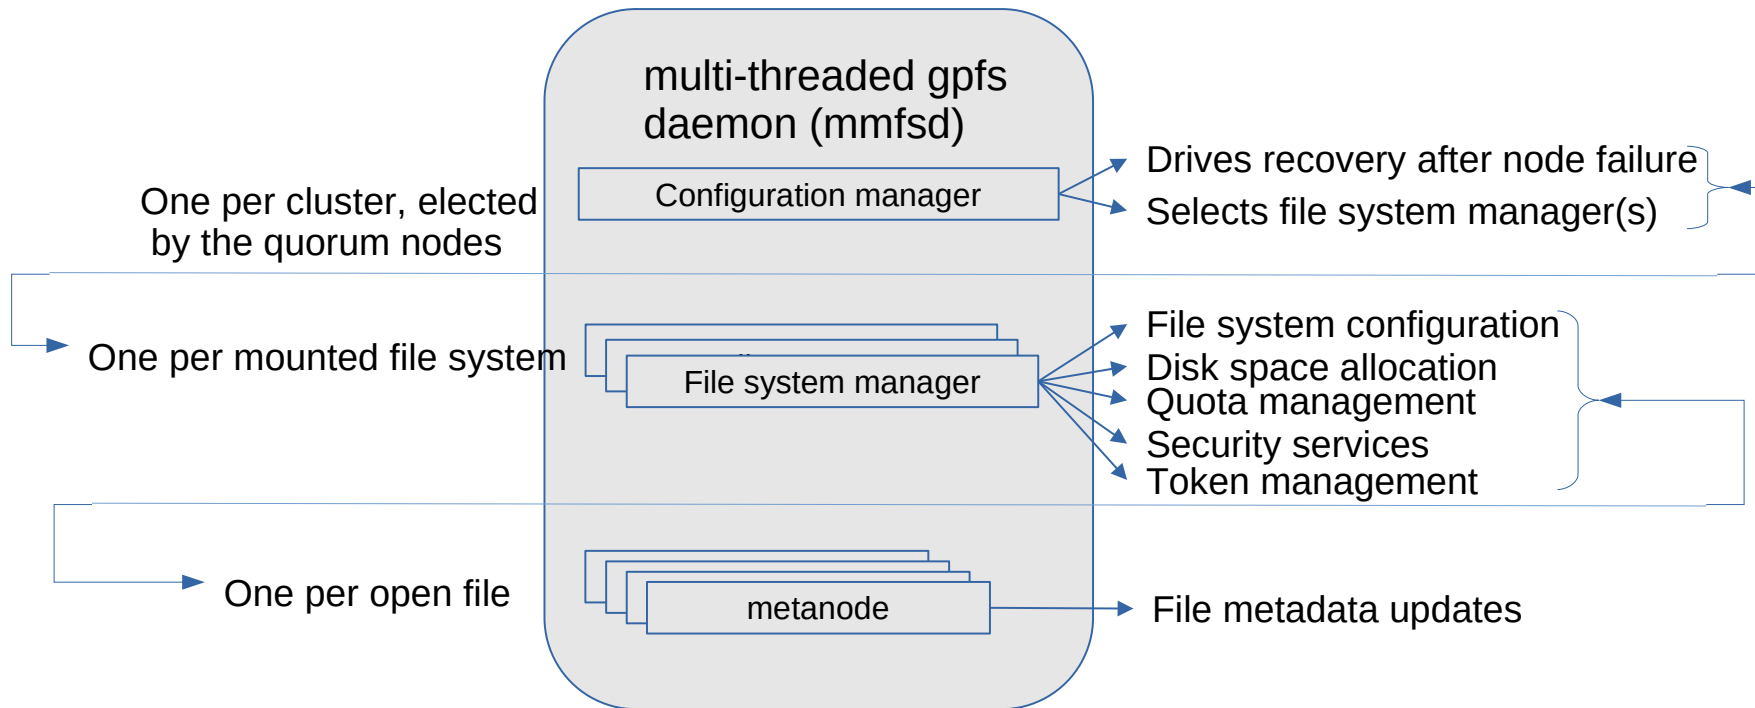 multi-threaded gpfs
daemon (mmfsd)
One per cluster, elected
by the quorum nodes
Configuration manager
Drives recovery after node failure
Selects file system manager(s)
One per mounted file system
File system manager
File system configuration
Disk space allocation
Quota management
Security services
Token management
One per open file
metanode
File metadata updates